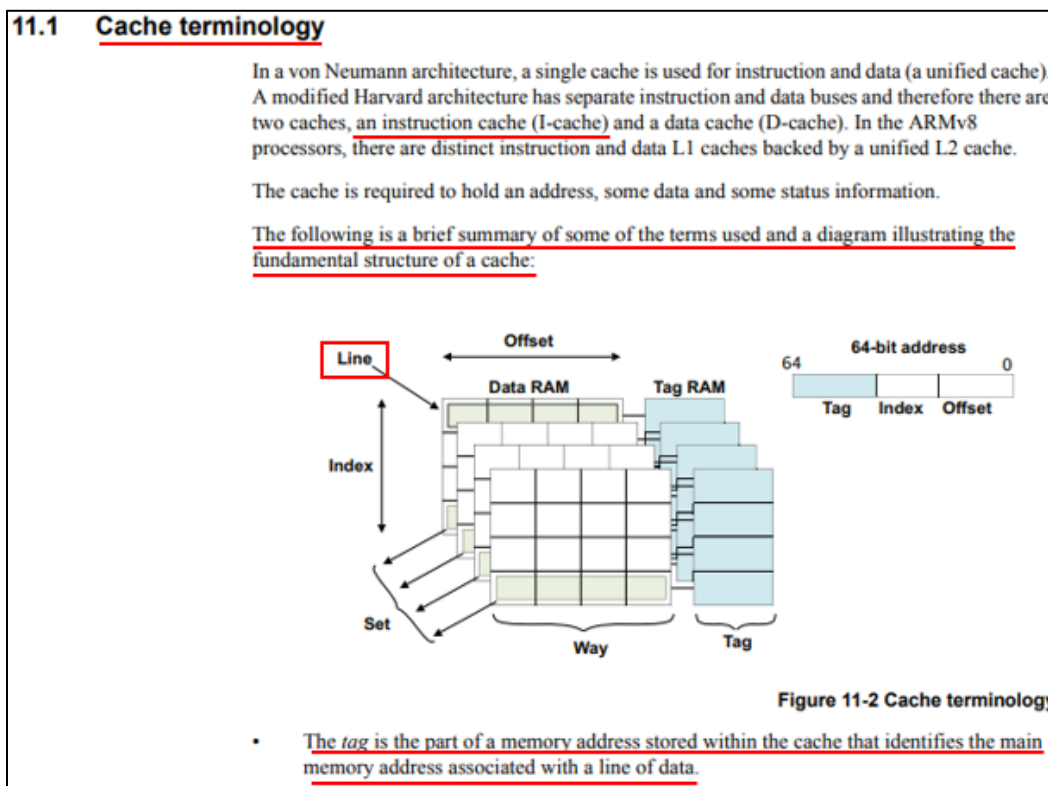 11.1 Cache terminology
In a von Neumann architecture, a single cache is used for instruction and data (a unified cache)
A modified Harvard architecture has separate instruction and data buses and therefore there are
two caches, an instruction cache (I-cache) and a data cache (D-cache). In the ARMv8
processors, there are distinct instruction and data L1 caches backed by a unified L2 cache.
The cache is required to hold an address, some data and some status information.
The following is a brief summary of some of the terms used and a diagram illustrating the
fundamental structure of a cache:
Line
Offset
Data RAM
Tag RAM
Index
Set
Way
Tag
64-bit address
64 0
Tag Index Offset
Figure 11-2 Cache terminology
• The tag is the part of a memory address stored within the cache that identifies the main
memory address associated with a line of data.